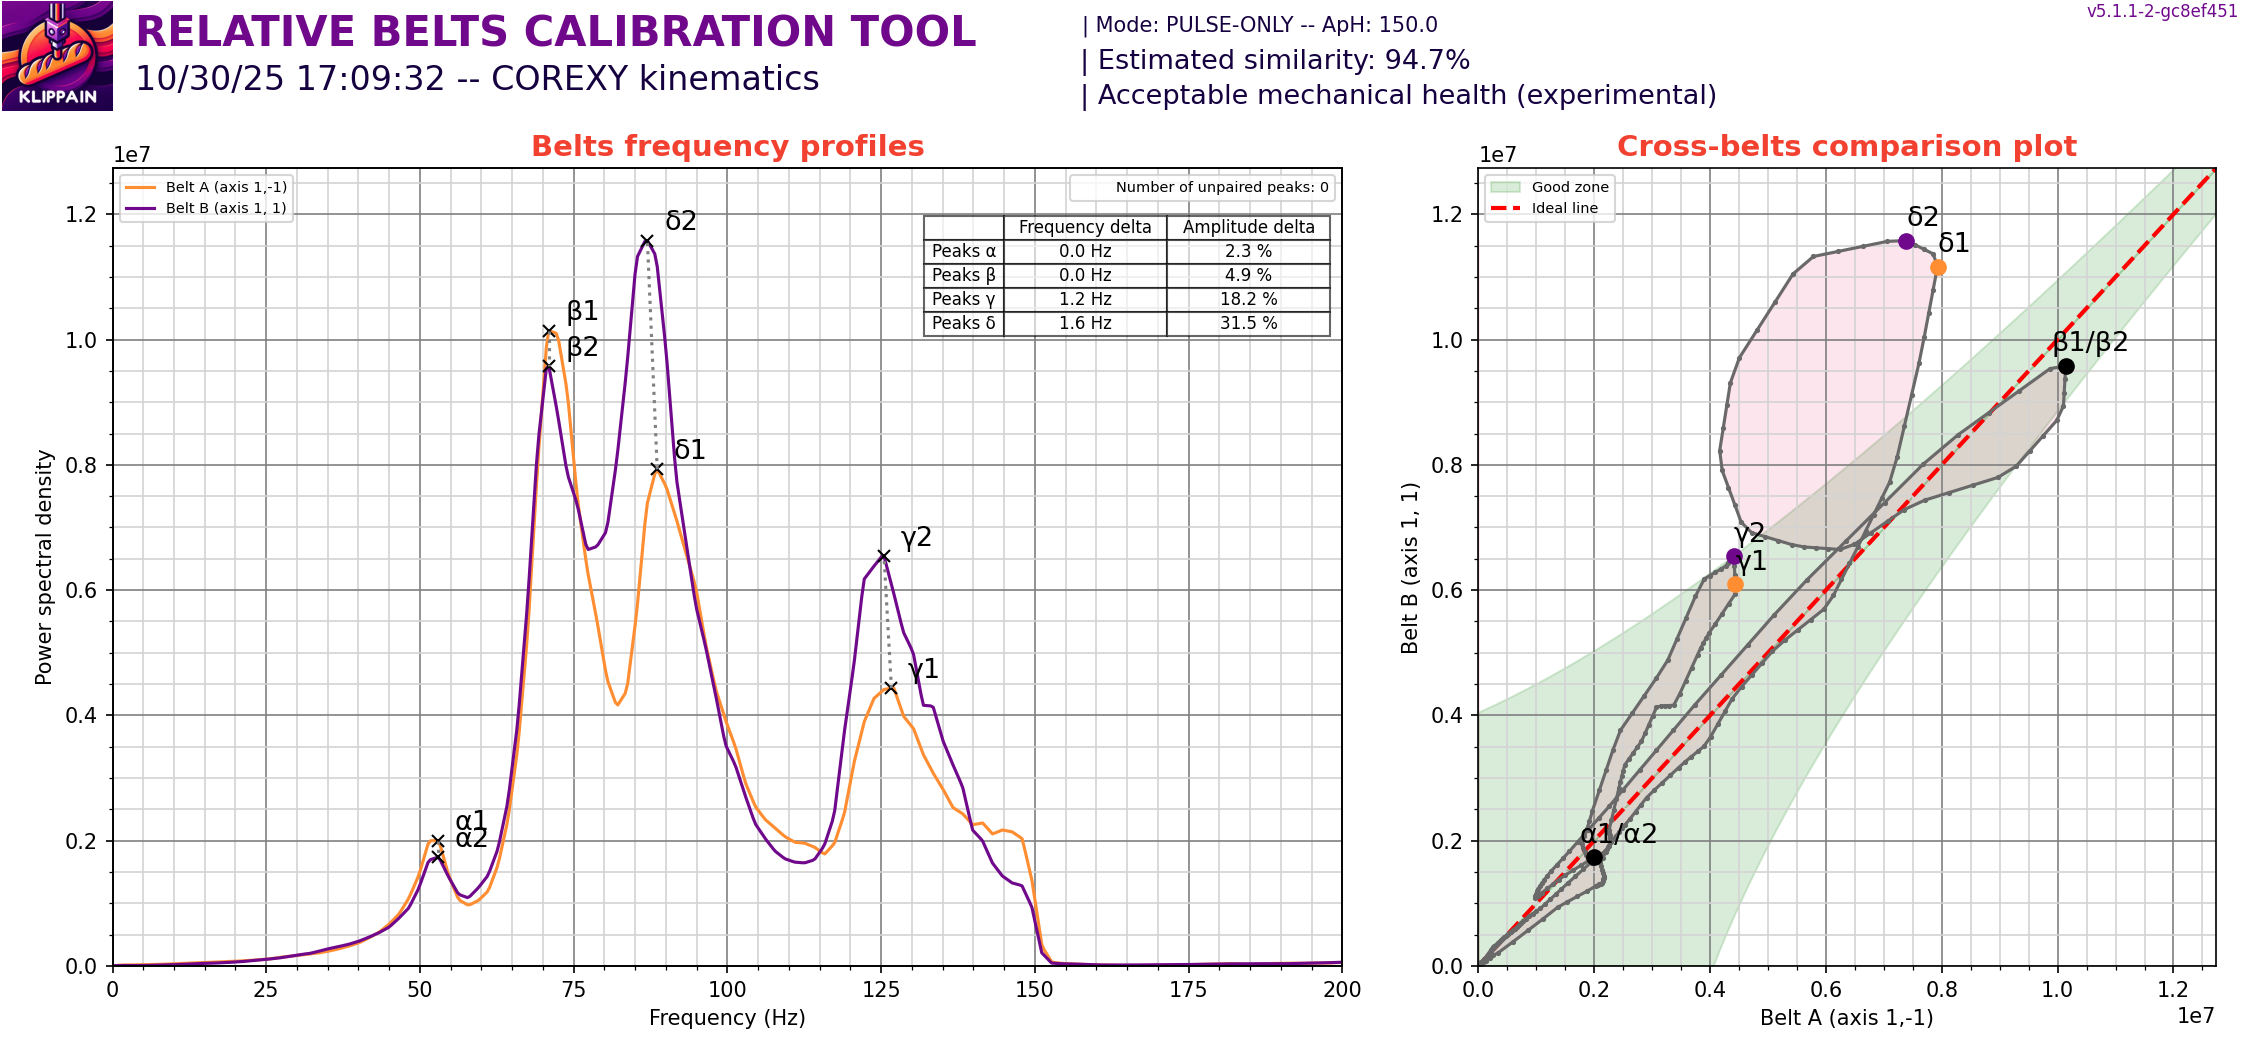 KLIPPAIN
RELATIVE BELTS CALIBRATION TOOL
10/30/25 17:09:32 -- COREXY kinematics
| Mode: PULSE-ONLY -- ApH: 150.0
| Estimated similarity: 94.7%
| Acceptable mechanical health (experimental)
v5.1.1-2-gc8ef451
Belts frequency profiles
1e7
Belt A (axis 1,-1)
Belt B (axis 1, 1)
Number of unpaired peaks: 0
Frequency delta Amplitude delta
Peaks α 0.0 Hz 2.3 %
Peaks β 0.0 Hz 4.9 %
Peaks γ 1.2 Hz 18.2 %
Peaks δ 1.6 Hz 31.5 %
δ2
β1
β2
δ1
γ2
γ1
α1
α2
1.2
1.0
0.8
0.6
0.4
0.2
0.0
Power spectral density
0 25 50 75 100 125 150 175 200
Frequency (Hz)
Cross-belts comparison plot
1e7
Good zone
Ideal line
δ2
δ1
β1/β2
γ2
γ1
α1/α2
1.2
1.0
0.8
0.6
0.4
0.2
0.0
Belt B (axis 1, 1)
0.0 0.2 0.4 0.6 0.8 1.0 1.2
1e7
Belt A (axis 1,-1)